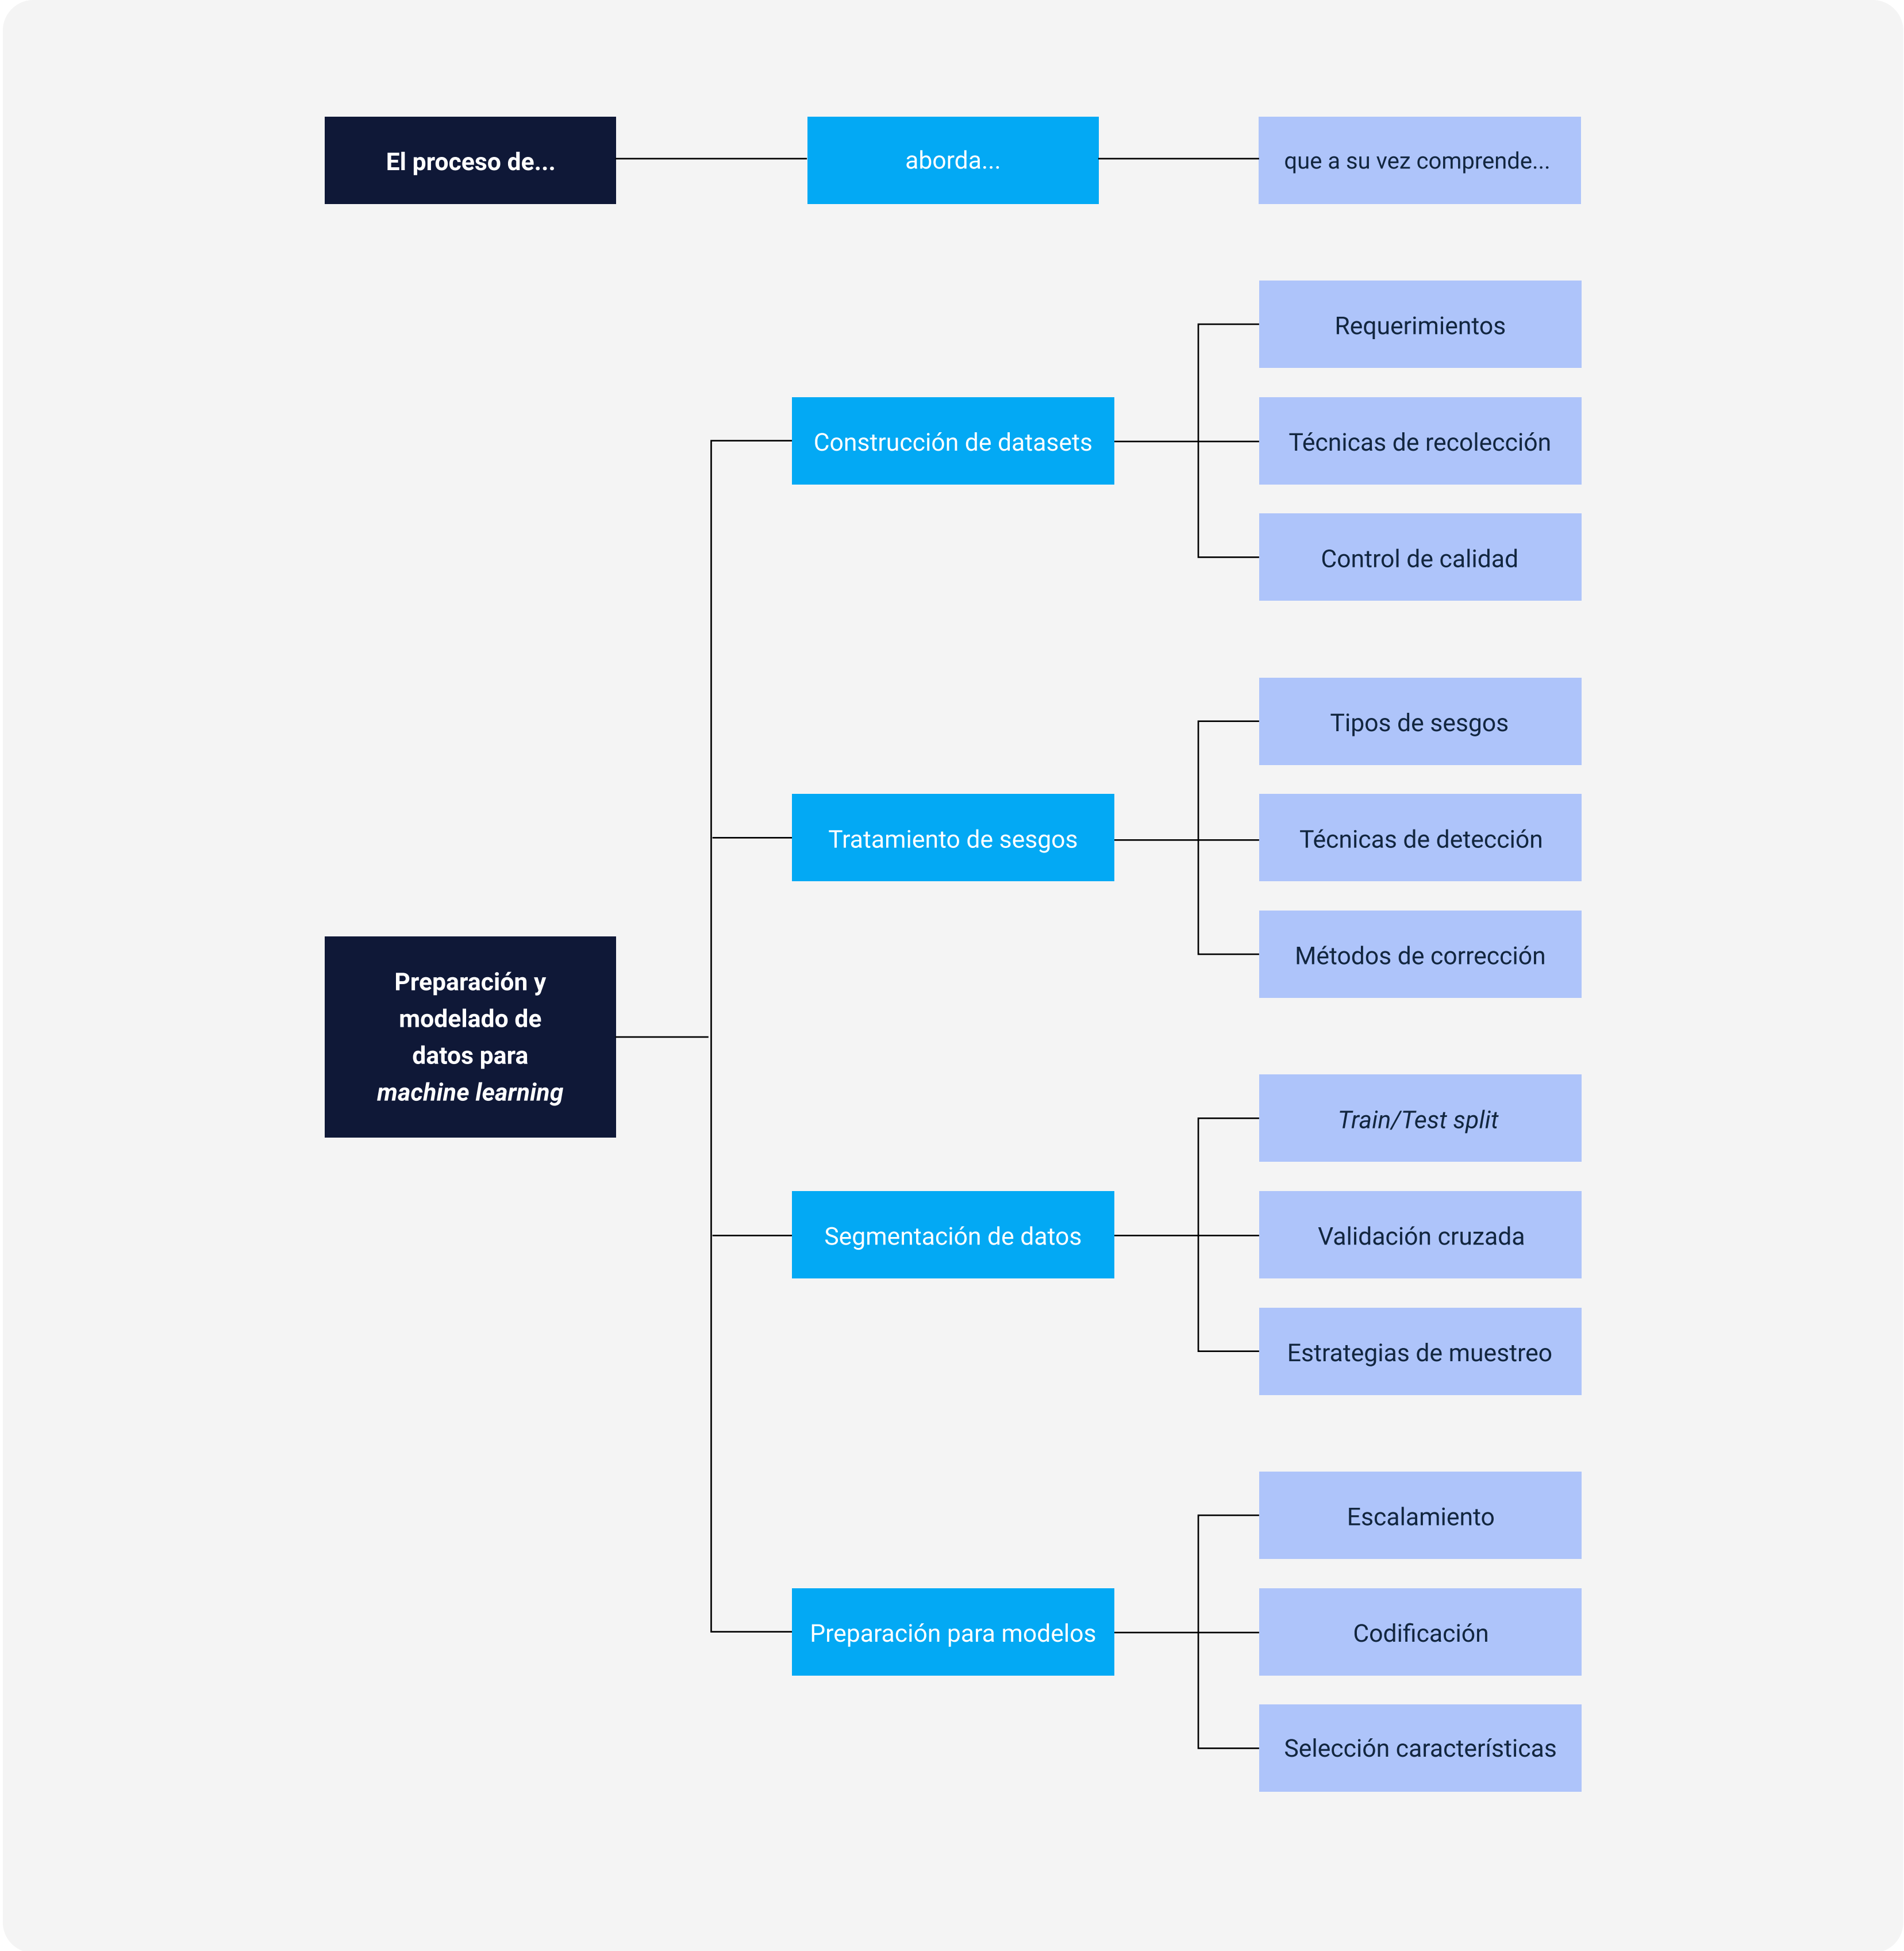 El proceso de...
aborda...
que a su vez comprende...
Requerimientos
Construcción de datasets
Técnicas de recolección
Control de calidad
Tipos de sesgos
Tratamiento de sesgos
Técnicas de detección
Métodos de corrección
Preparación y
modelado de
datos para
machine learning
Train/Test split
Segmentación de datos
Validación cruzada
Estrategias de muestreo
Escalamiento
Preparación para modelos
Codificación
Selección características